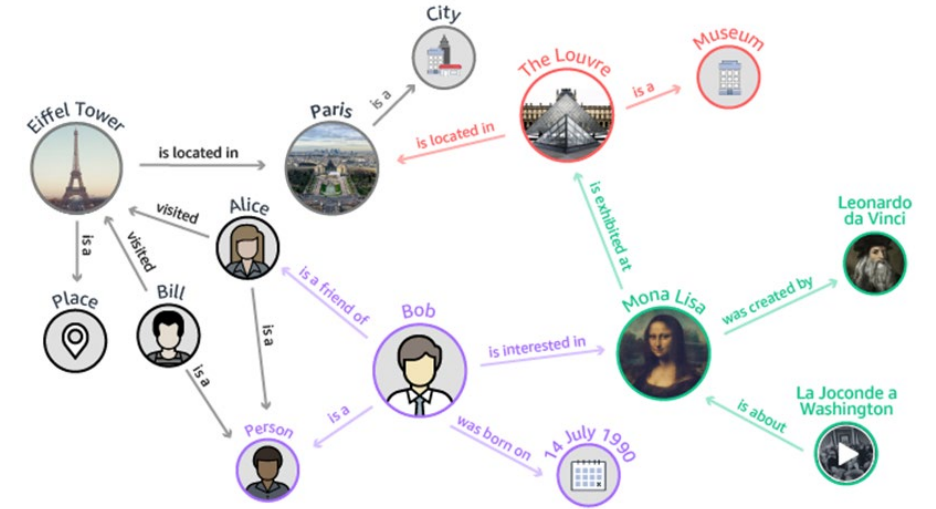 City
The Louvre
Museum
is a
is a
Eiffel Tower
Paris
is located in
is located in
visited
Alice
is exhibited at
Leonardo
da Vinci
is a
visited
Place
Bill
is a friend of
Bob
Mona Lisa
was created by
is a
is interested in
is a
is a
La Joconde a
Washington
is about
Person
was born on
14 July 1990